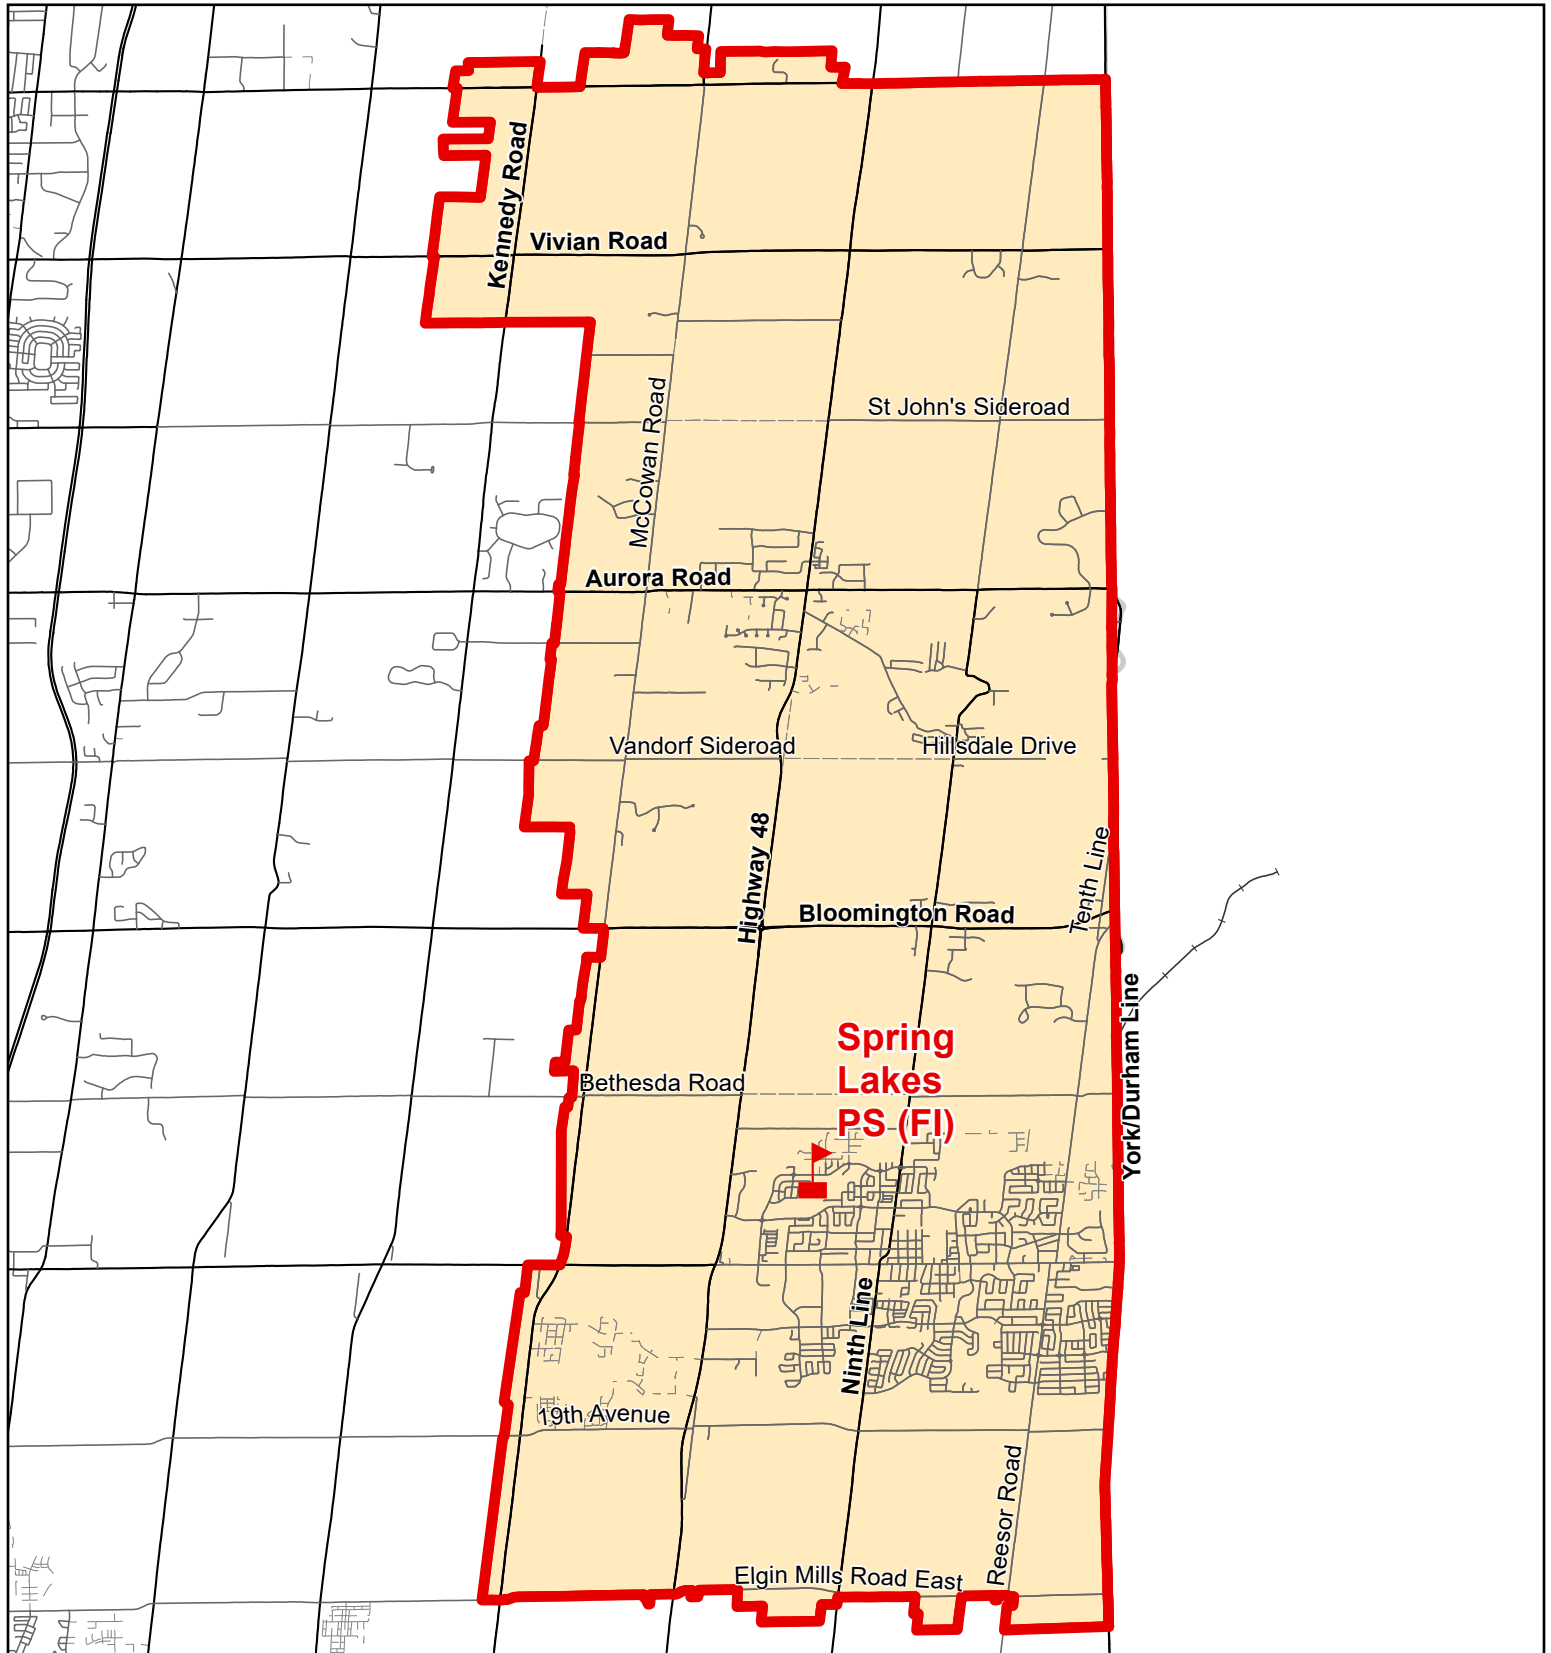 Kennedy Road
Vivian Road
St John's Sideroad
McCowan Road
Aurora Road
Vandorf Sideroad
Hillsdale Drive
Highway 48
Tenth Line
Bloomington Road
York/Durham Line
Spring
Lakes
PS (FI)
Bethesda Road
Ninth Line
19th Avenue
Reesor Road
Elgin Mills Road East